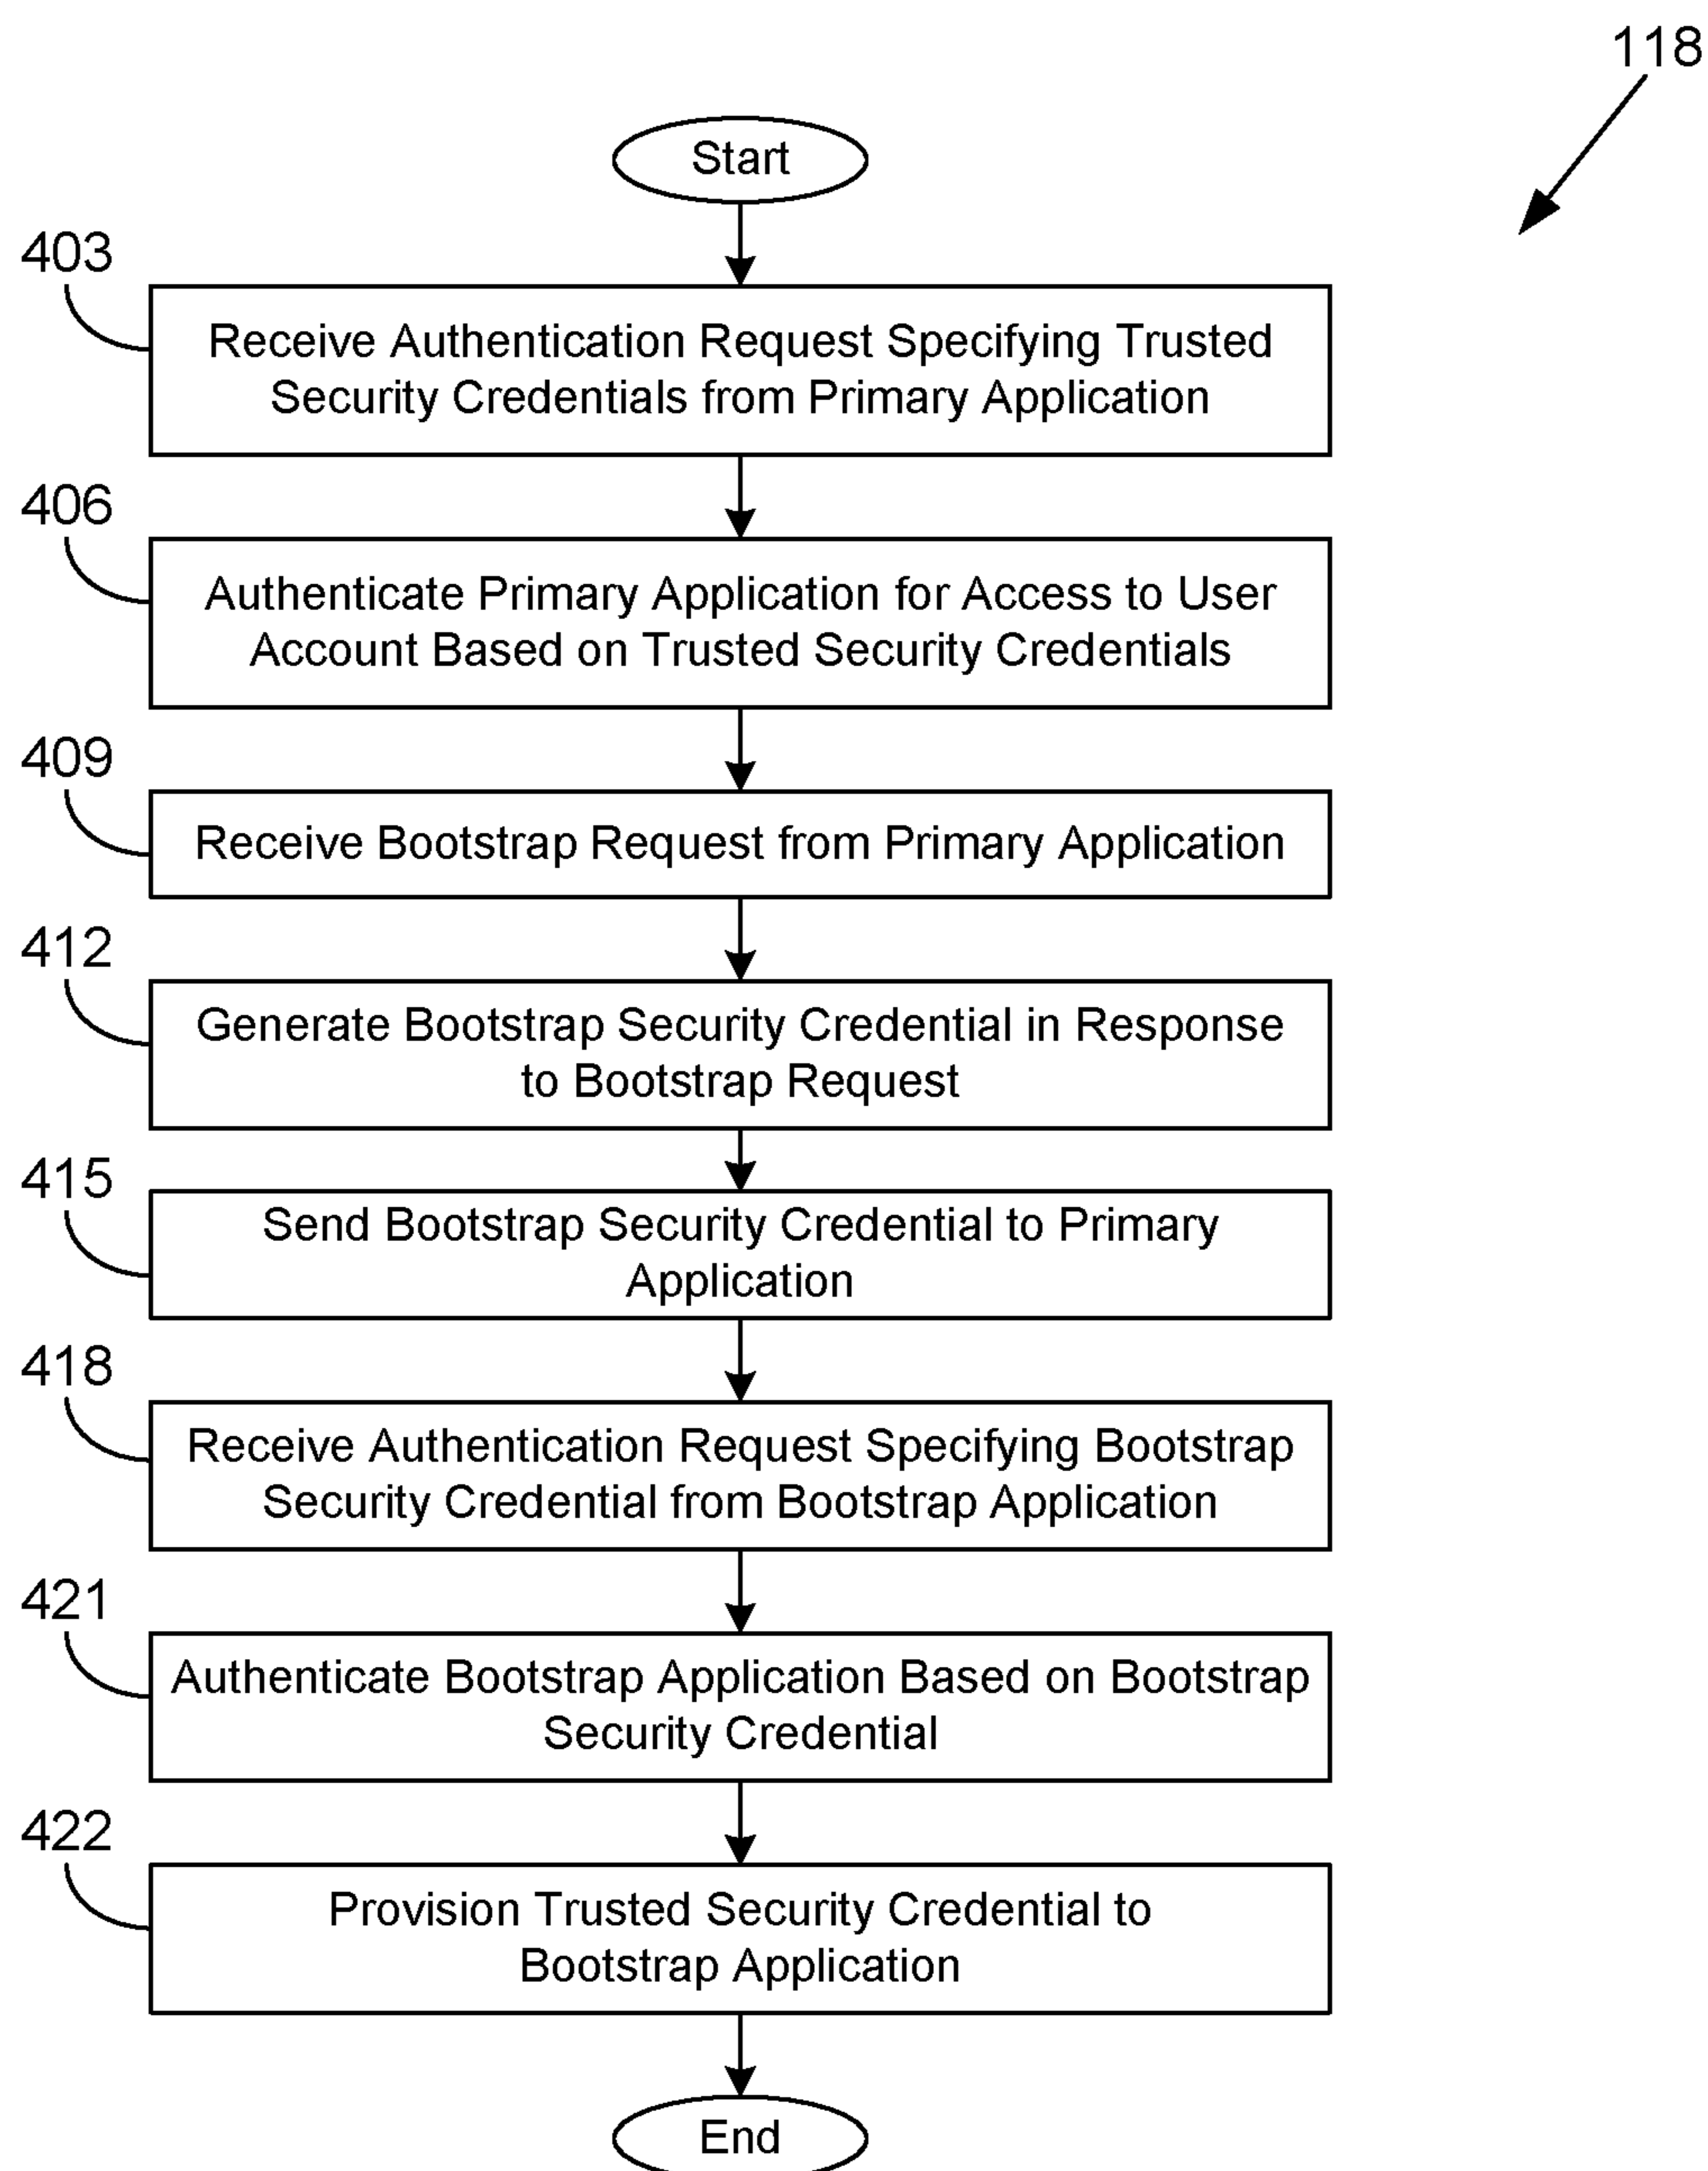 118
Start
403
Receive Authentication Request Specifying Trusted
Security Credentials from Primary Application
406
Authenticate Primary Application for Access to User
Account Based on Trusted Security Credentials
409
Receive Bootstrap Request from Primary Application
412
Generate Bootstrap Security Credential in Response
to Bootstrap Request
415
Send Bootstrap Security Credential to Primary
Application
418
Receive Authentication Request Specifying Bootstrap
Security Credential from Bootstrap Application
421
Authenticate Bootstrap Application Based on Bootstrap
Security Credential
422
Provision Trusted Security Credential to
Bootstrap Application
End